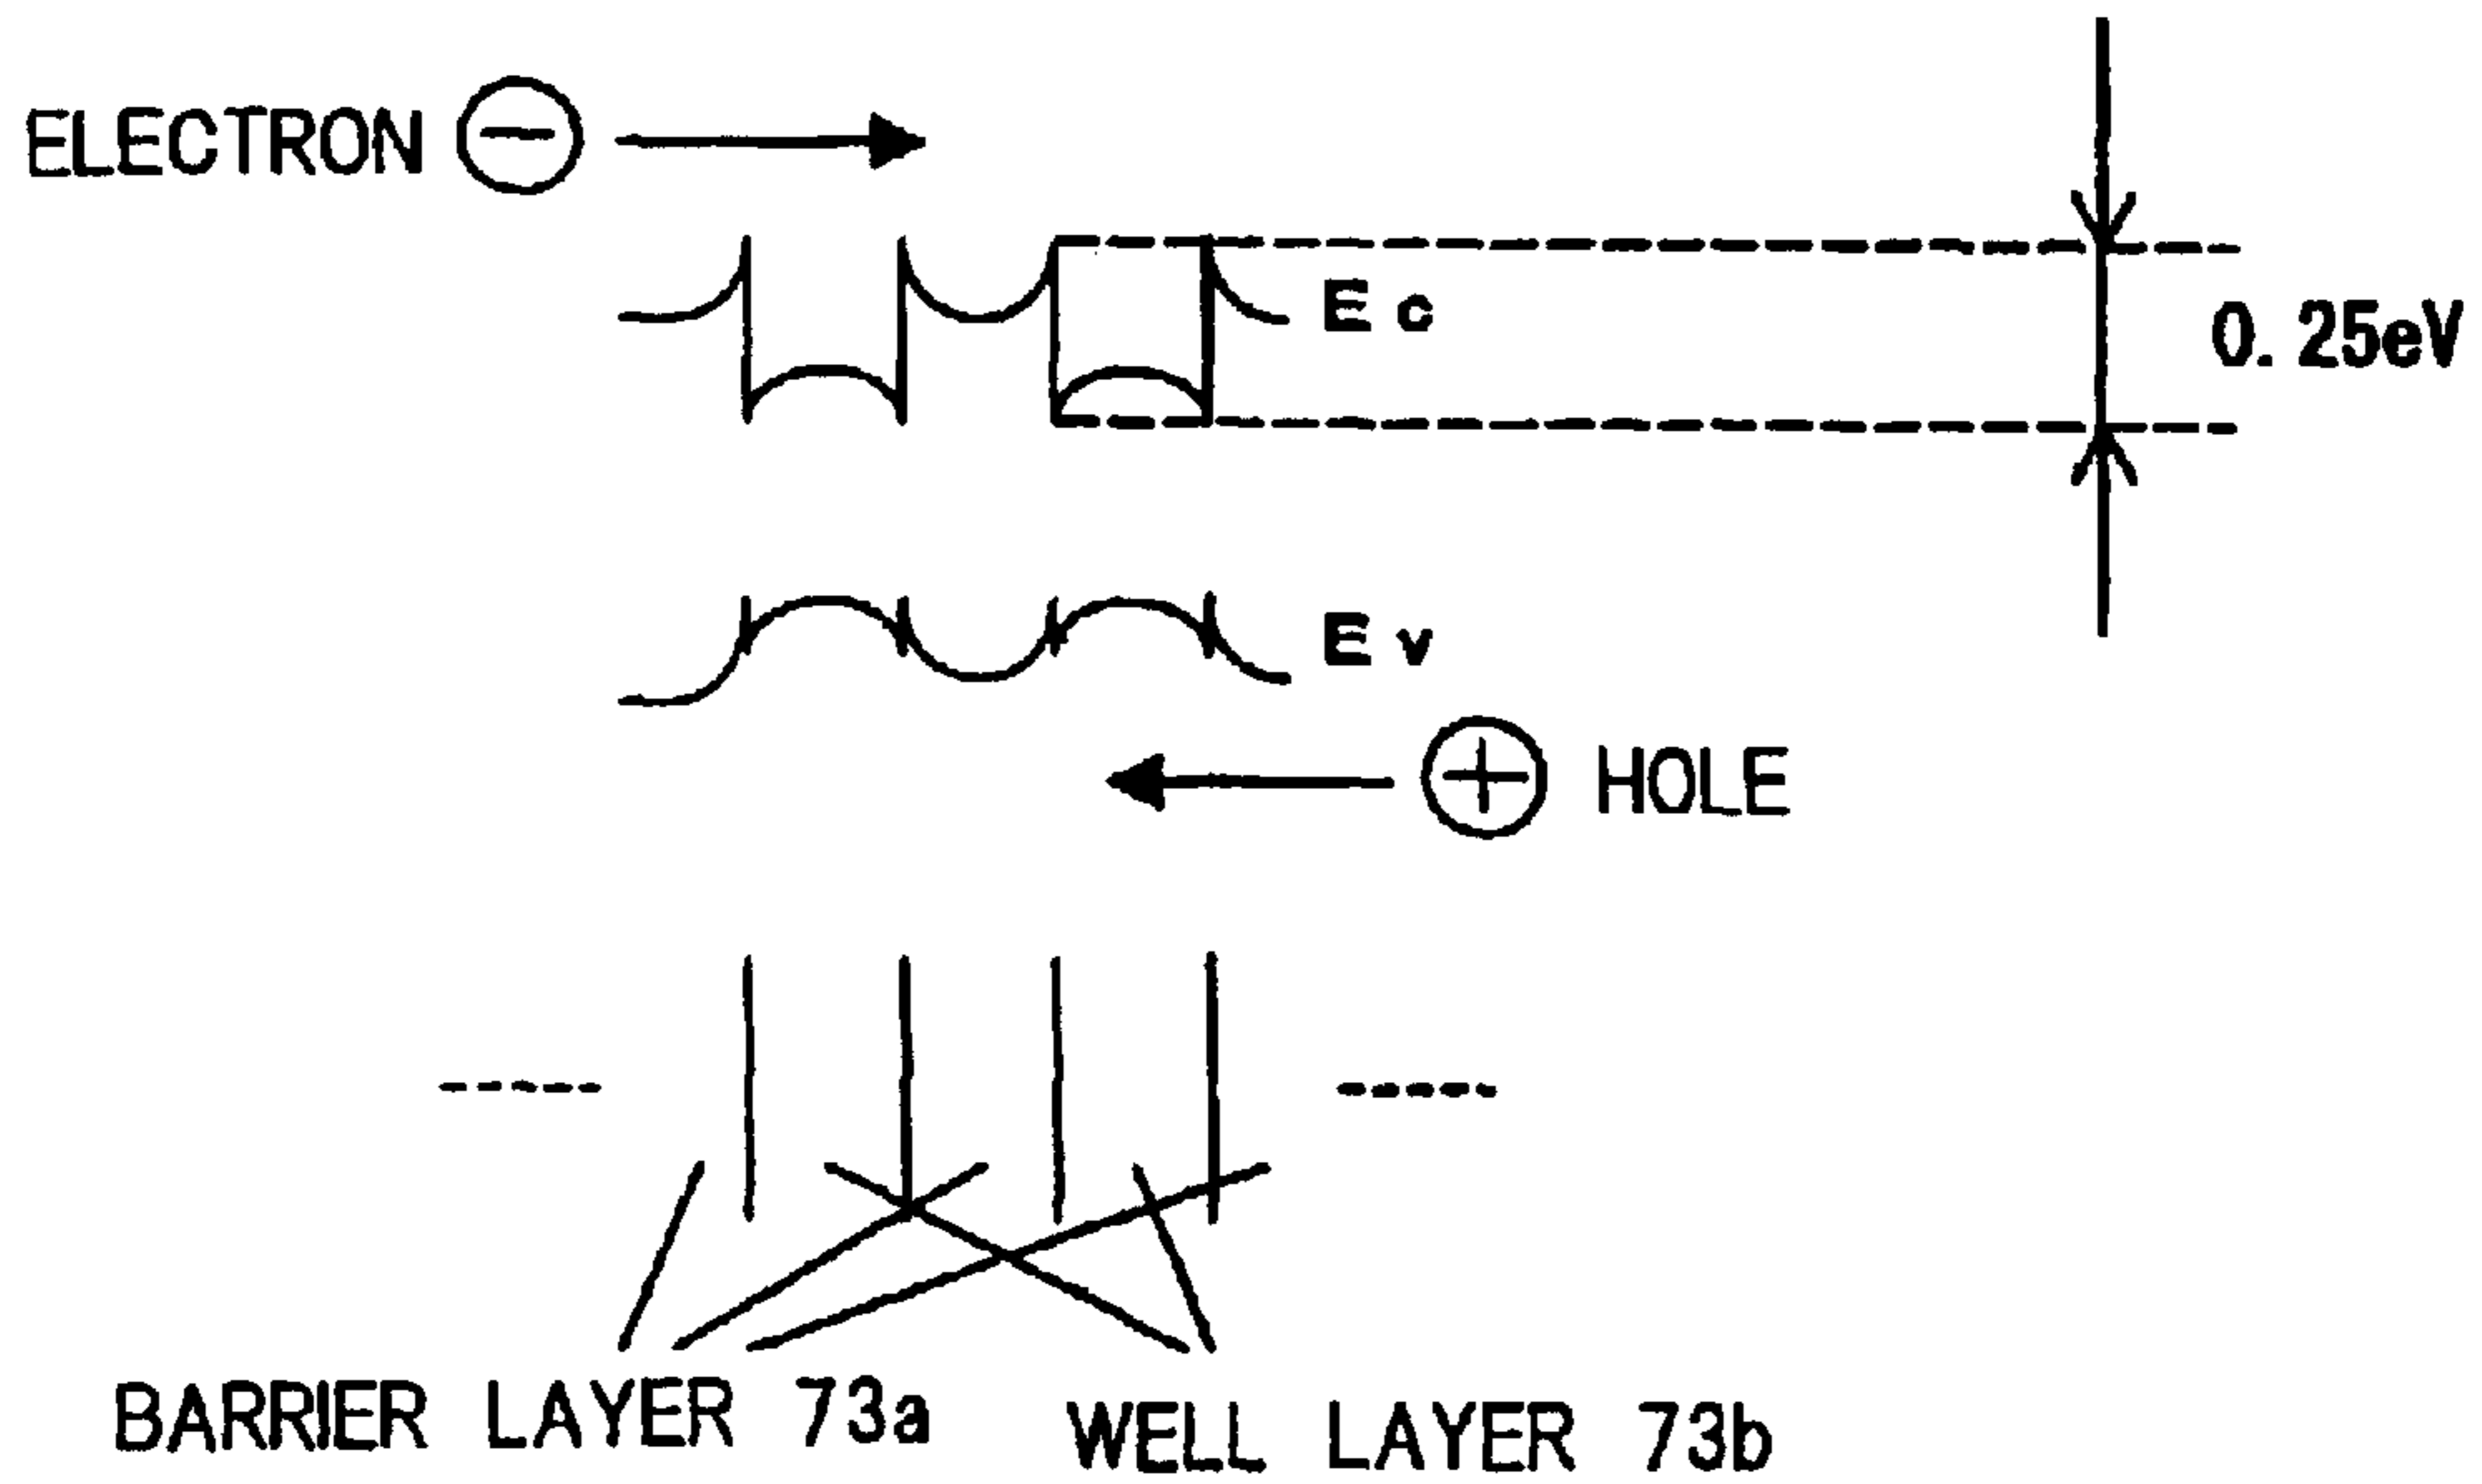 ELECTRON ⊖
Ec
0.25eV
Ev
⊕ HOLE
BARRIER LAYER 73a
WELL LAYER 73b